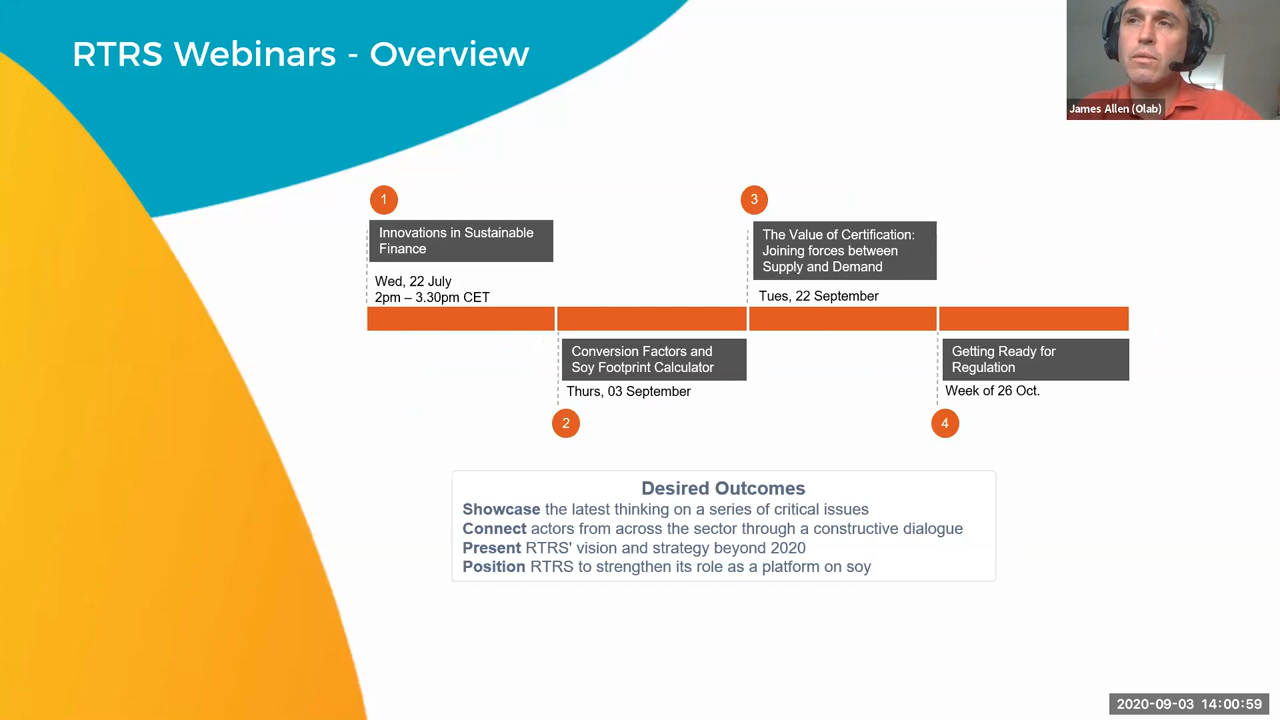 RTRS Webinars - Overview
James Allen (Olab)
1
Innovations in Sustainable
Finance
Wed, 22 July
2pm – 3.30pm CET
Conversion Factors and
Soy Footprint Calculator
Thurs, 03 September
2
3
The Value of Certification:
Joining forces between
Supply and Demand
Tues, 22 September
Getting Ready for
Regulation
Week of 26 Oct.
4
Desired Outcomes
Showcase the latest thinking on a series of critical issues
Connect actors from across the sector through a constructive dialogue
Present RTRS' vision and strategy beyond 2020
Position RTRS to strengthen its role as a platform on soy
2020-09-03 14:00:59